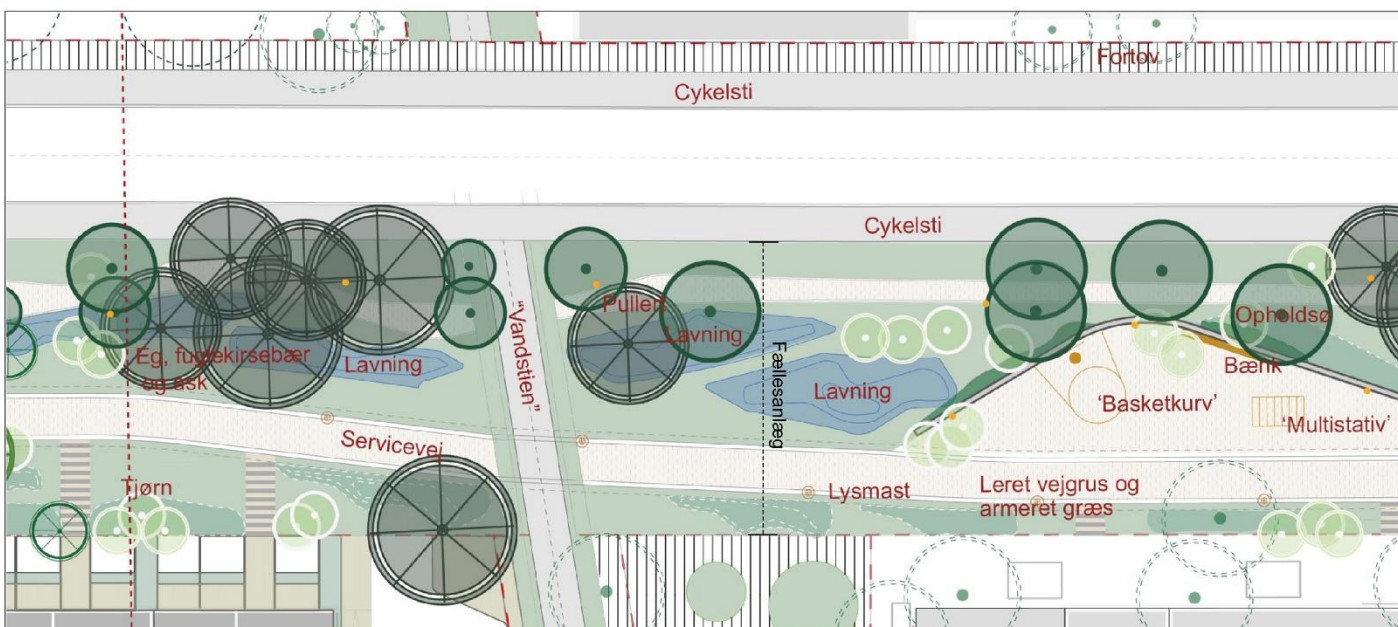 Fortov
Cykelsti
Cykelsti
Pullert
Lavning
Opholdsø
Eg, fuglekirsebær
og ask
Lavning
"Vandstien"
Fællesanlæg
Lavning
Bænk
'Basketkurv'
'Multistativ'
Servicevej
Tjørn
Lysmast
Leret vejgrus og
armeret græs